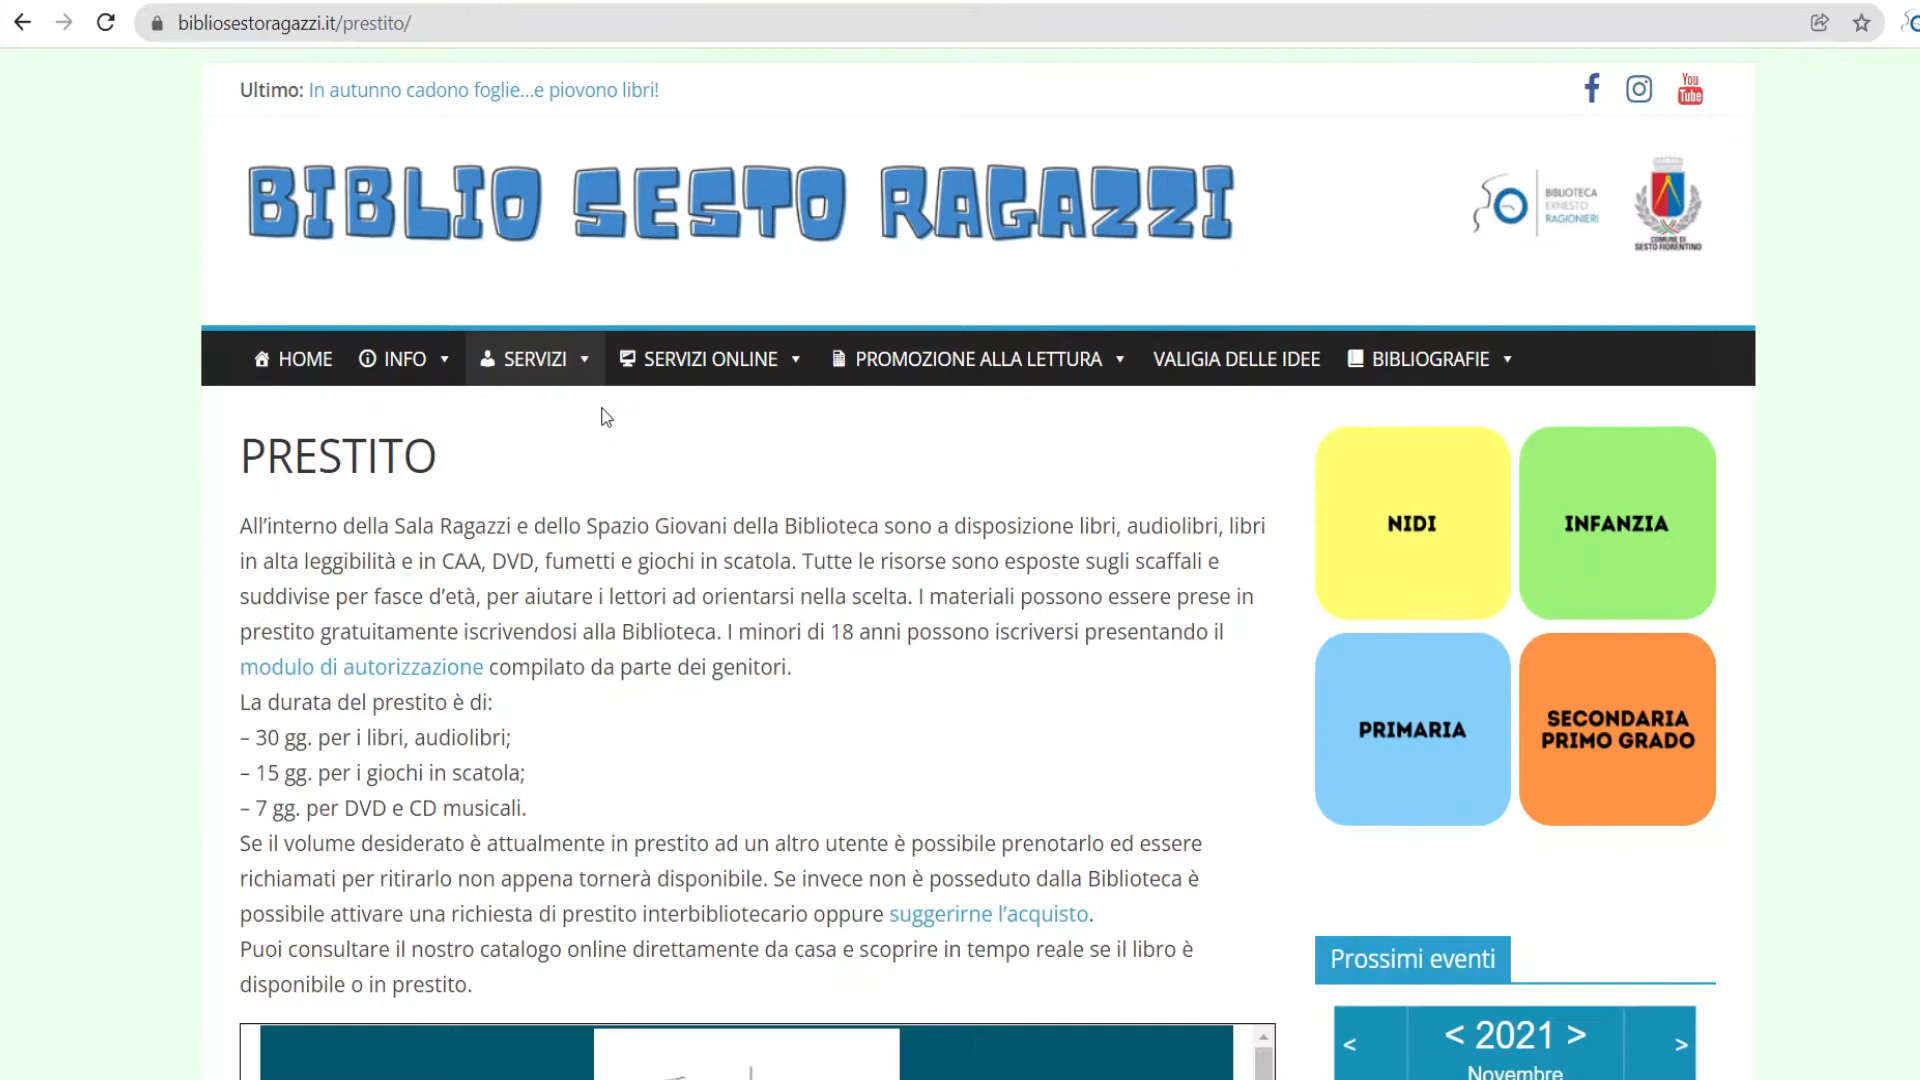 bibliosestoragazzi.it/prestito/
Ultimo: In autunno cadono foglie...e piovono libri!
You
Tube
BIBLIO SESTO RAGAZZI
BIBLIOTECA
ERNESTO
RAGIONIERI
COMUNE DI
SESTO FIORENTINO
HOME INFO SERVIZI SERVIZI ONLINE PROMOZIONE ALLA LETTURA VALIGIA DELLE IDEE BIBLIOGRAFIE
PRESTITO
All'interno della Sala Ragazzi e dello Spazio Giovani della Biblioteca sono a disposizione libri, audiolibri, libri
in alta leggibilità e in CAA, DVD, fumetti e giochi in scatola. Tutte le risorse sono esposte sugli scaffali e
suddivise per fasce d'età, per aiutare i lettori ad orientarsi nella scelta. I materiali possono essere prese in
prestito gratuitamente iscrivendosi alla Biblioteca. I minori di 18 anni possono iscriversi presentando il
modulo di autorizzazione compilato da parte dei genitori.
La durata del prestito è di:
– 30 gg. per i libri, audiolibri;
– 15 gg. per i giochi in scatola;
– 7 gg. per DVD e CD musicali.
Se il volume desiderato è attualmente in prestito ad un altro utente è possibile prenotarlo ed essere
richiamati per ritirarlo non appena tornerà disponibile. Se invece non è posseduto dalla Biblioteca è
possibile attivare una richiesta di prestito interbibliotecario oppure suggerirne l'acquisto.
Puoi consultare il nostro catalogo online direttamente da casa e scoprire in tempo reale se il libro è
disponibile o in prestito.
NIDI
INFANZIA
PRIMARIA
SECONDARIA
PRIMO GRADO
Prossimi eventi
< < 2021 > >
Novembre